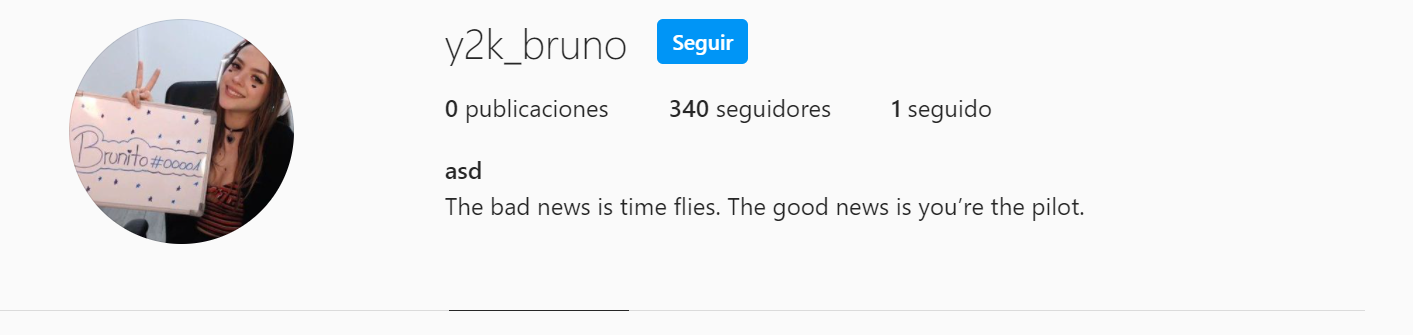 y2k_bruno Seguir
0 publicaciones 340 seguidores 1 seguido
asd
The bad news is time flies. The good news is you’re the pilot.
Brunito#00001